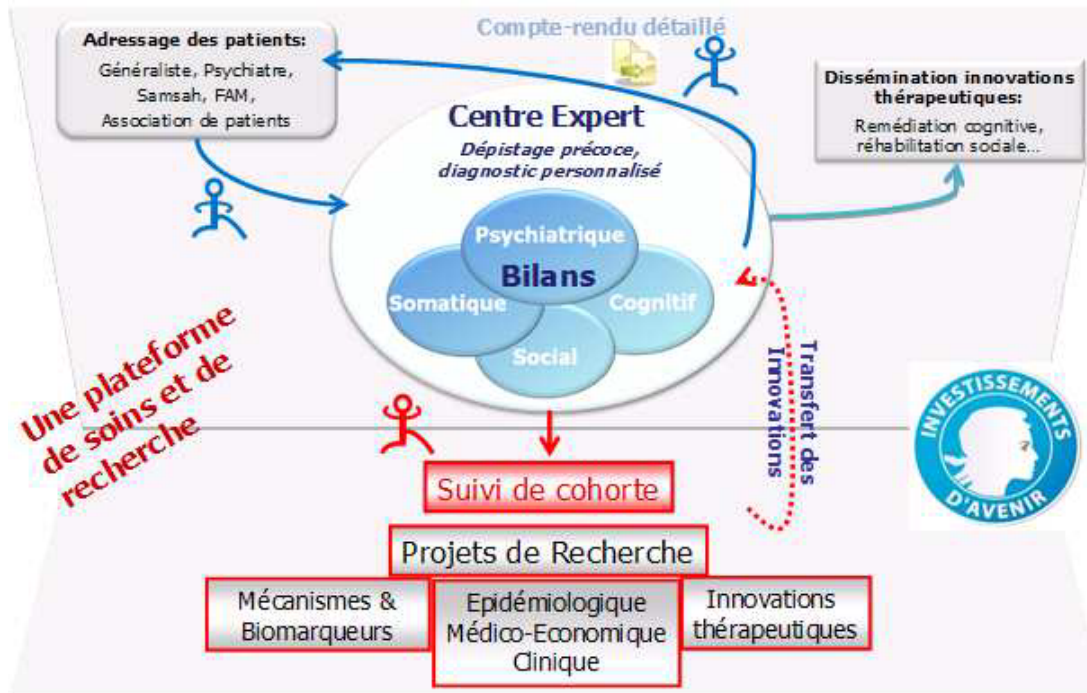 Compte-rendu détaillé
Adressage des patients:
Généraliste, Psychiatre,
Samsah, FAM,
Association de patients
Dissémination innovations
thérapeutiques:
Remédiation cognitive,
réhabilitation sociale...
Centre Expert
Dépistage précoce,
diagnostic personnalisé
Psychiatrique
Bilans
Somatique
Cognitif
Social
Transfert des
Innovations
Une plateforme
de soins et de
recherche
INVESTISSEMENTS
D'AVENIR
Suivi de cohorte
Projets de Recherche
Mécanismes &
Biomarqueurs
Epidémiologique
Médico-Economique
Clinique
Innovations
thérapeutiques